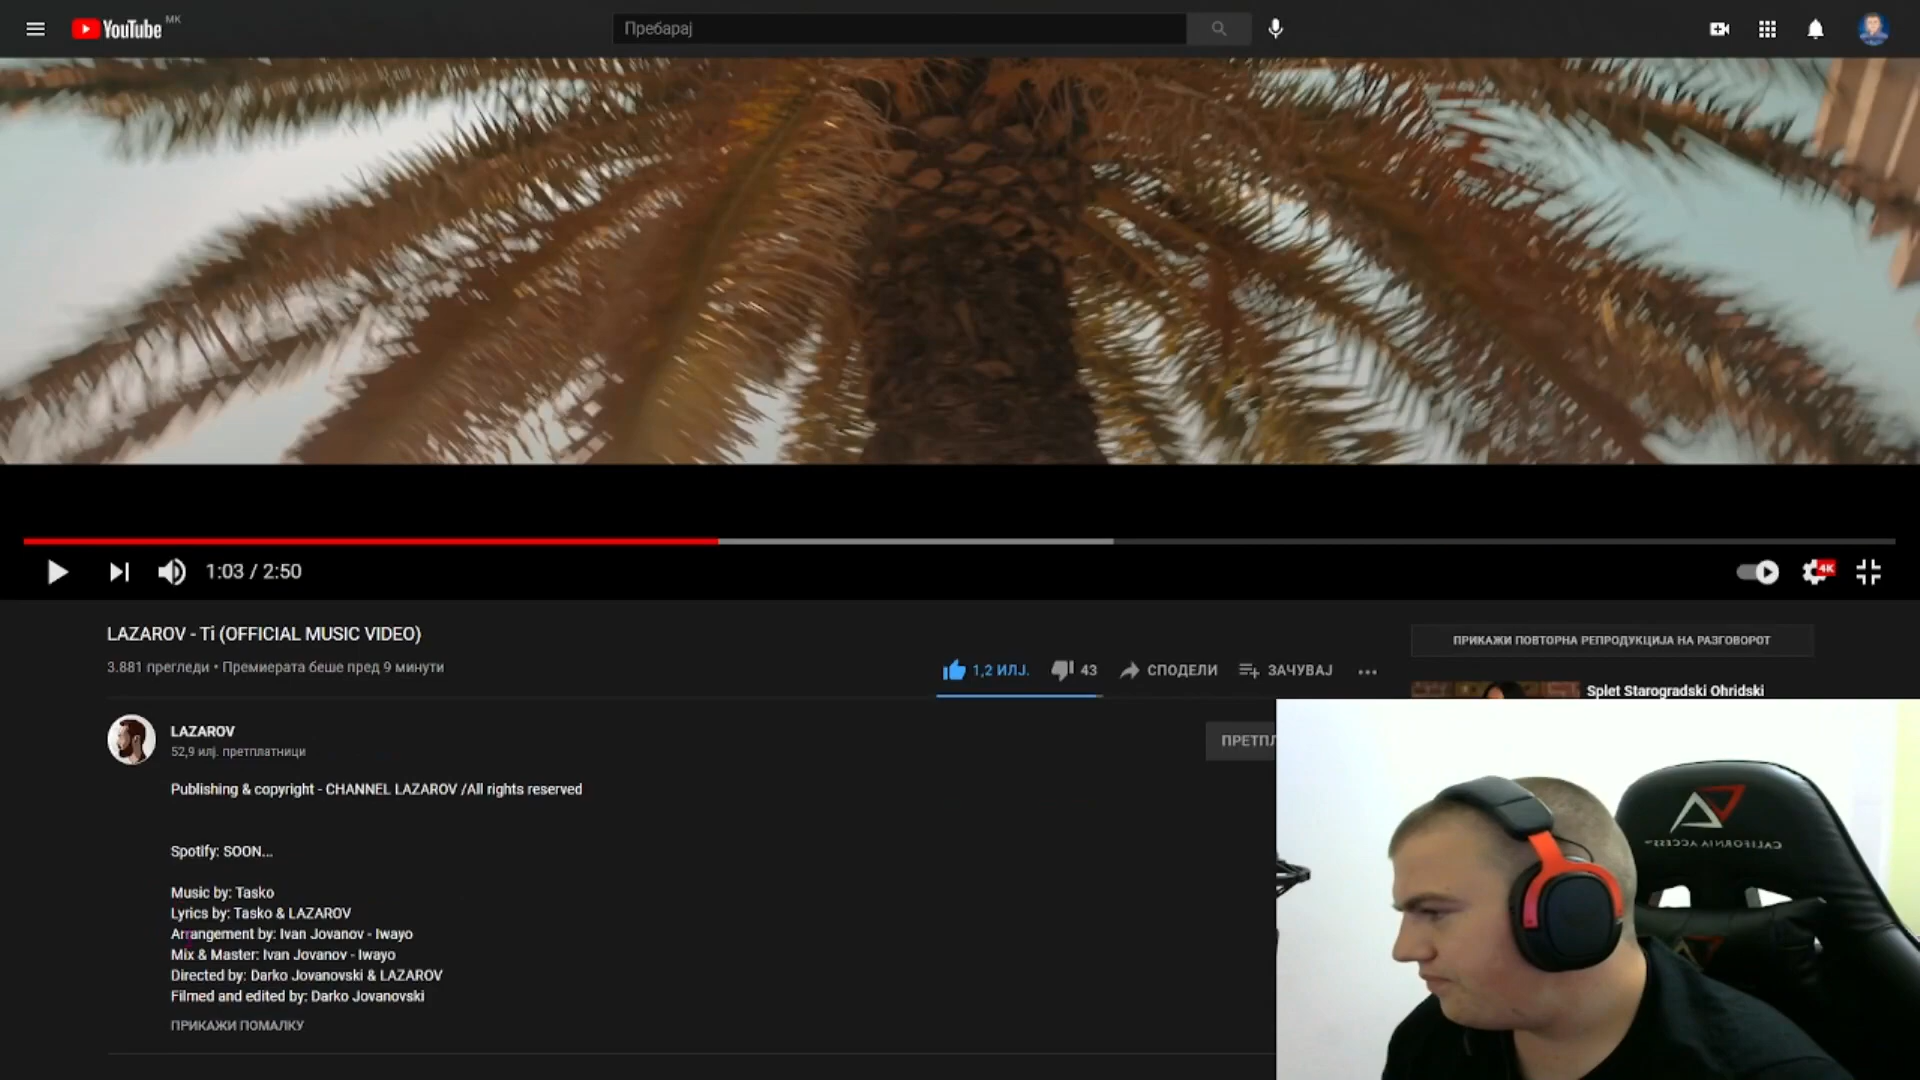 YouTube MK
Пребарај
1:03 / 2:50
4K
LAZAROV - Ti (OFFICIAL MUSIC VIDEO)
3.881 прегледи • Премиерата беше пред 9 минути
1,2 ИЛЈ.
43
СПОДЕЛИ
ЗАЧУВАЈ
ПРИКАЖИ ПОВТОРНА РЕПРОДУКЦИЈА НА РАЗГОВОРОТ
Splet Starogradski Ohridski
LAZAROV
52,9 илј. претплатници
ПРЕТПЛ
Publishing & copyright - CHANNEL LAZAROV /All rights reserved
Spotify: SOON...
Music by: Tasko
Lyrics by: Tasko & LAZAROV
Arrangement by: Ivan Jovanov - Iwayo
Mix & Master: Ivan Jovanov - Iwayo
Directed by: Darko Jovanovski & LAZAROV
Filmed and edited by: Darko Jovanovski
ПРИКАЖИ ПОМАЛКУ
CALIFORNIA ACCESS